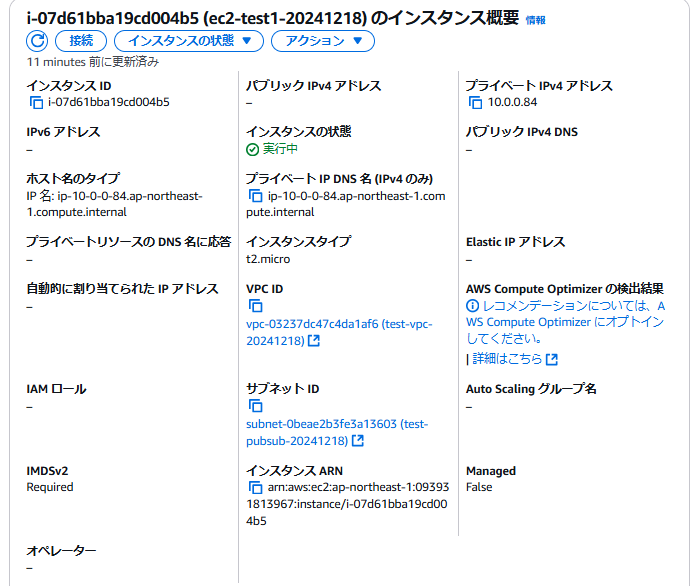 i-07d61bba19cd004b5 (ec2-test1-20241218) のインスタンス概要 情報
接続 インスタンスの状態 ▼ アクション ▼
11 minutes 前に更新済み
インスタンス ID
i-07d61bba19cd004b5
パブリック IPv4 アドレス
–
プライベート IPv4 アドレス
10.0.0.84
IPv6 アドレス
–
インスタンスの状態
実行中
パブリック IPv4 DNS
–
ホスト名のタイプ
IP 名: ip-10-0-0-84.ap-northeast-
1.compute.internal
プライベート IP DNS 名 (IPv4 のみ)
ip-10-0-0-84.ap-northeast-1.com
pute.internal
プライベートリソースの DNS 名に応答
–
インスタンスタイプ
t2.micro
Elastic IP アドレス
–
自動的に割り当てられた IP アドレス
–
VPC ID
vpc-03237dc47c4da1af6 (test-vpc-
20241218)
AWS Compute Optimizer の検出結果
レコメンデーションについては、A
WS Compute Optimizer にオプトイン
してください。
| 詳細はこちら
IAM ロール
–
サブネット ID
subnet-0beae2b3fe3a13603 (test-
pubsub-20241218)
Auto Scaling グループ名
–
IMDSv2
Required
インスタンス ARN
arn:aws:ec2:ap-northeast-1:09393
1813967:instance/i-07d61bba19cd00
4b5
Managed
False
オペレーター
–